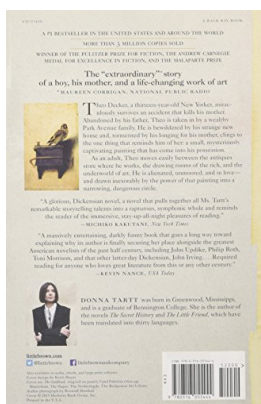 A #1 BESTSELLER IN THE UNITED STATES AND AROUND THE WORLD
MORE THAN 3 MILLION COPIES SOLD
WINNER OF THE PULITZER PRIZE FOR FICTION, THE ANDREW CARNEGIE
MEDAL FOR EXCELLENCE IN FICTION, AND THE MALAPARTE PRIZE
The "extraordinary" story
of a boy, his mother, and a life-changing work of art
—MAUREEN CORRIGAN, NATIONAL PUBLIC RADIO
Theo Decker, a thirteen-year-old New Yorker, miracu-
lously survives an accident that kills his mother.
Abandoned by his father, Theo is taken in by a wealthy
Park Avenue family. He is bewildered by his strange new
home and, tormented by his longing for his mother, clings to
the one thing that reminds him of her: a small, mysteriously
captivating painting that
As an adult, Theo moves easily between the antiques
store where he works, the drawing rooms of the rich, and the
underworld of art. He is alienated, unmoored, in love—and
drawn inexorably by the power of that painting into a
narrowing, dangerous circle.
"A glorious, Dickensian novel, a novel that pulls together all Ms. Tartt's
remarkable storytelling talents into a rapturous, symphonic whole and reminds
the reader of the immersive, stay-up-all-night pleasures of reading."
—MICHIKO KAKUTANI, New York Times
"A massively entertaining, darkly funny book that goes a long way toward
explaining why its author is finally securing her place alongside the greatest
American novelists of the past half century, including John Updike, Philip Roth,
Toni Morrison, and that other latter-day Dickensian, John Irving.... Required
reading for anyone who loves great literature from this or any other century."
—KEVIN NANCE, USA Today
DONNA TARTT was born in Greenwood, Mississippi,
and is a graduate of Bennington College. She is the author of
the novels The Secret History and The Little Friend, which have
been translated into thirty languages.
littlebrown.com
@littlebrown
littlebrownandcompany